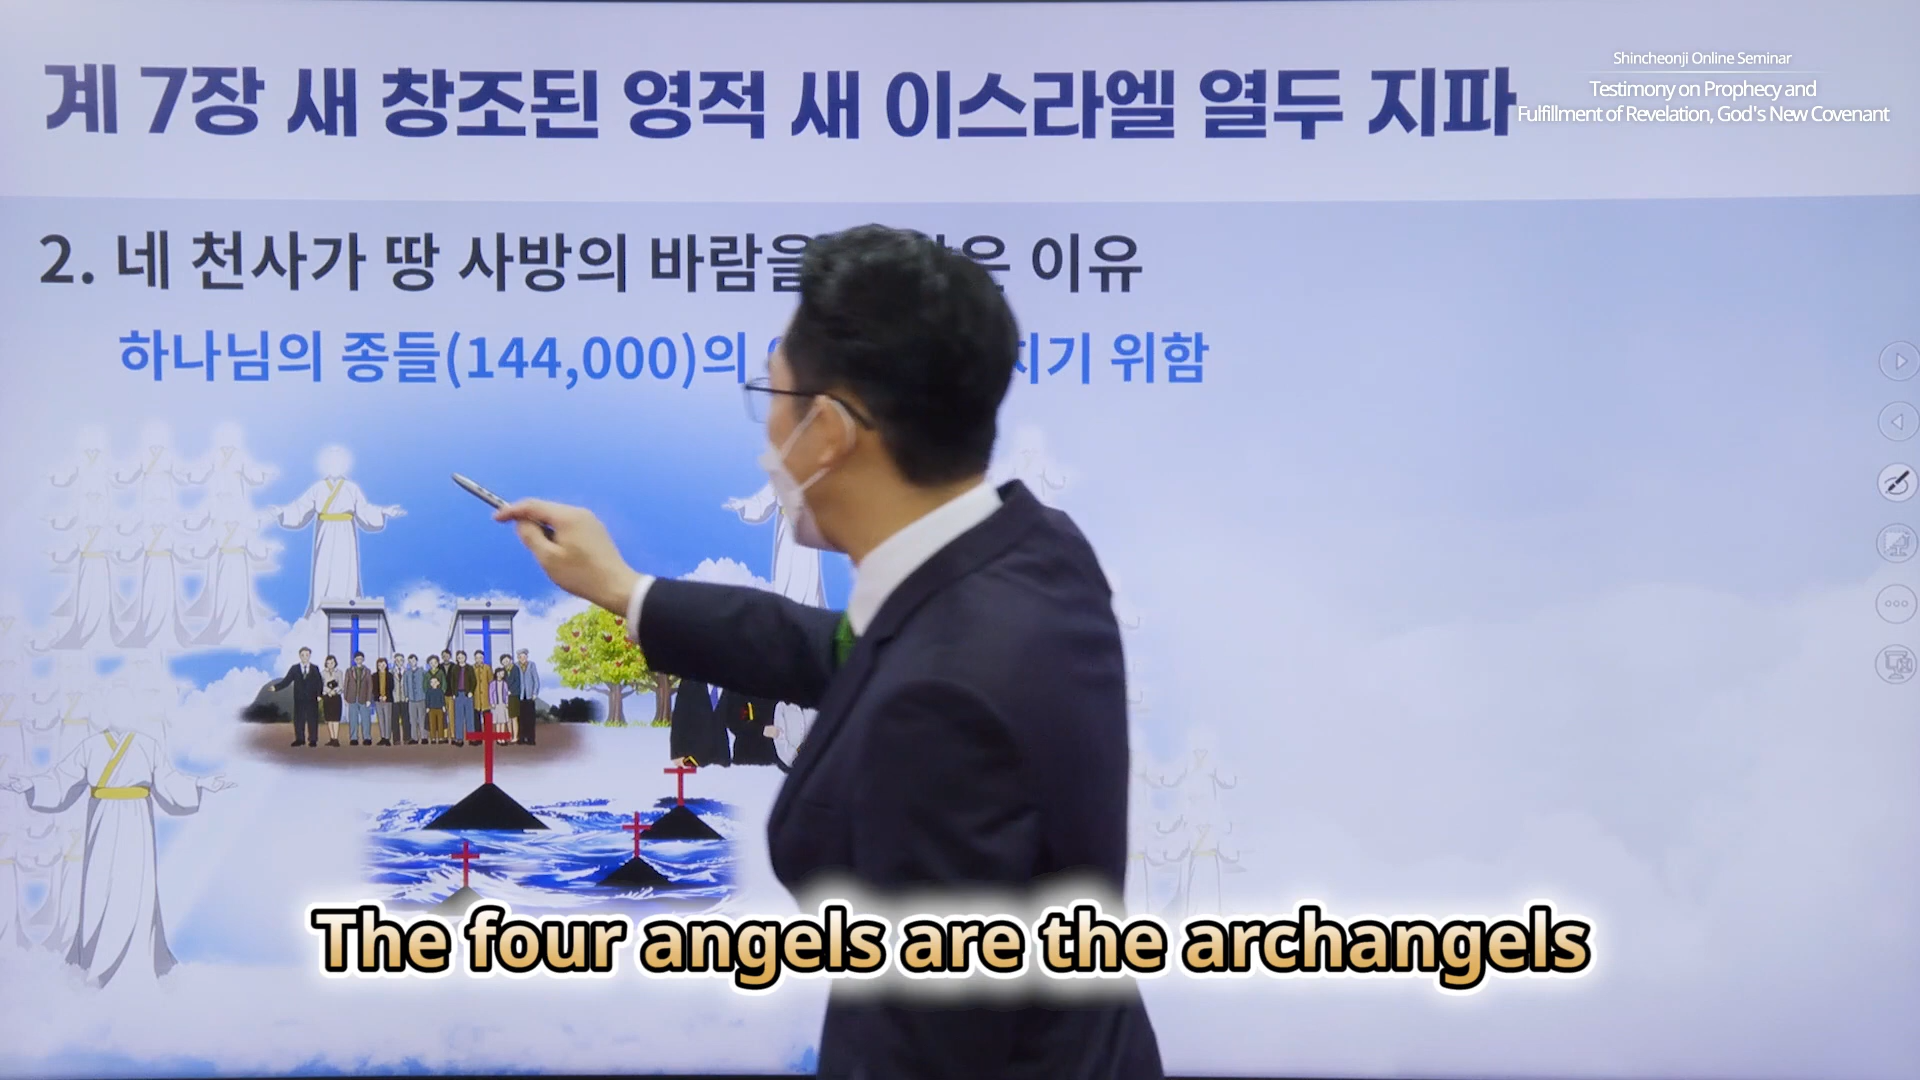 계 7장 새 창조된 영적 새 이스라엘 열두 지파
Shincheonji Online Seminar
Testimony on Prophecy and
Fulfillment of Revelation, God's New Covenant
2. 네 천사가 땅 사방의 바람을 이유
하나님의 종들(144,000)의 위함
The four angels are the archangels